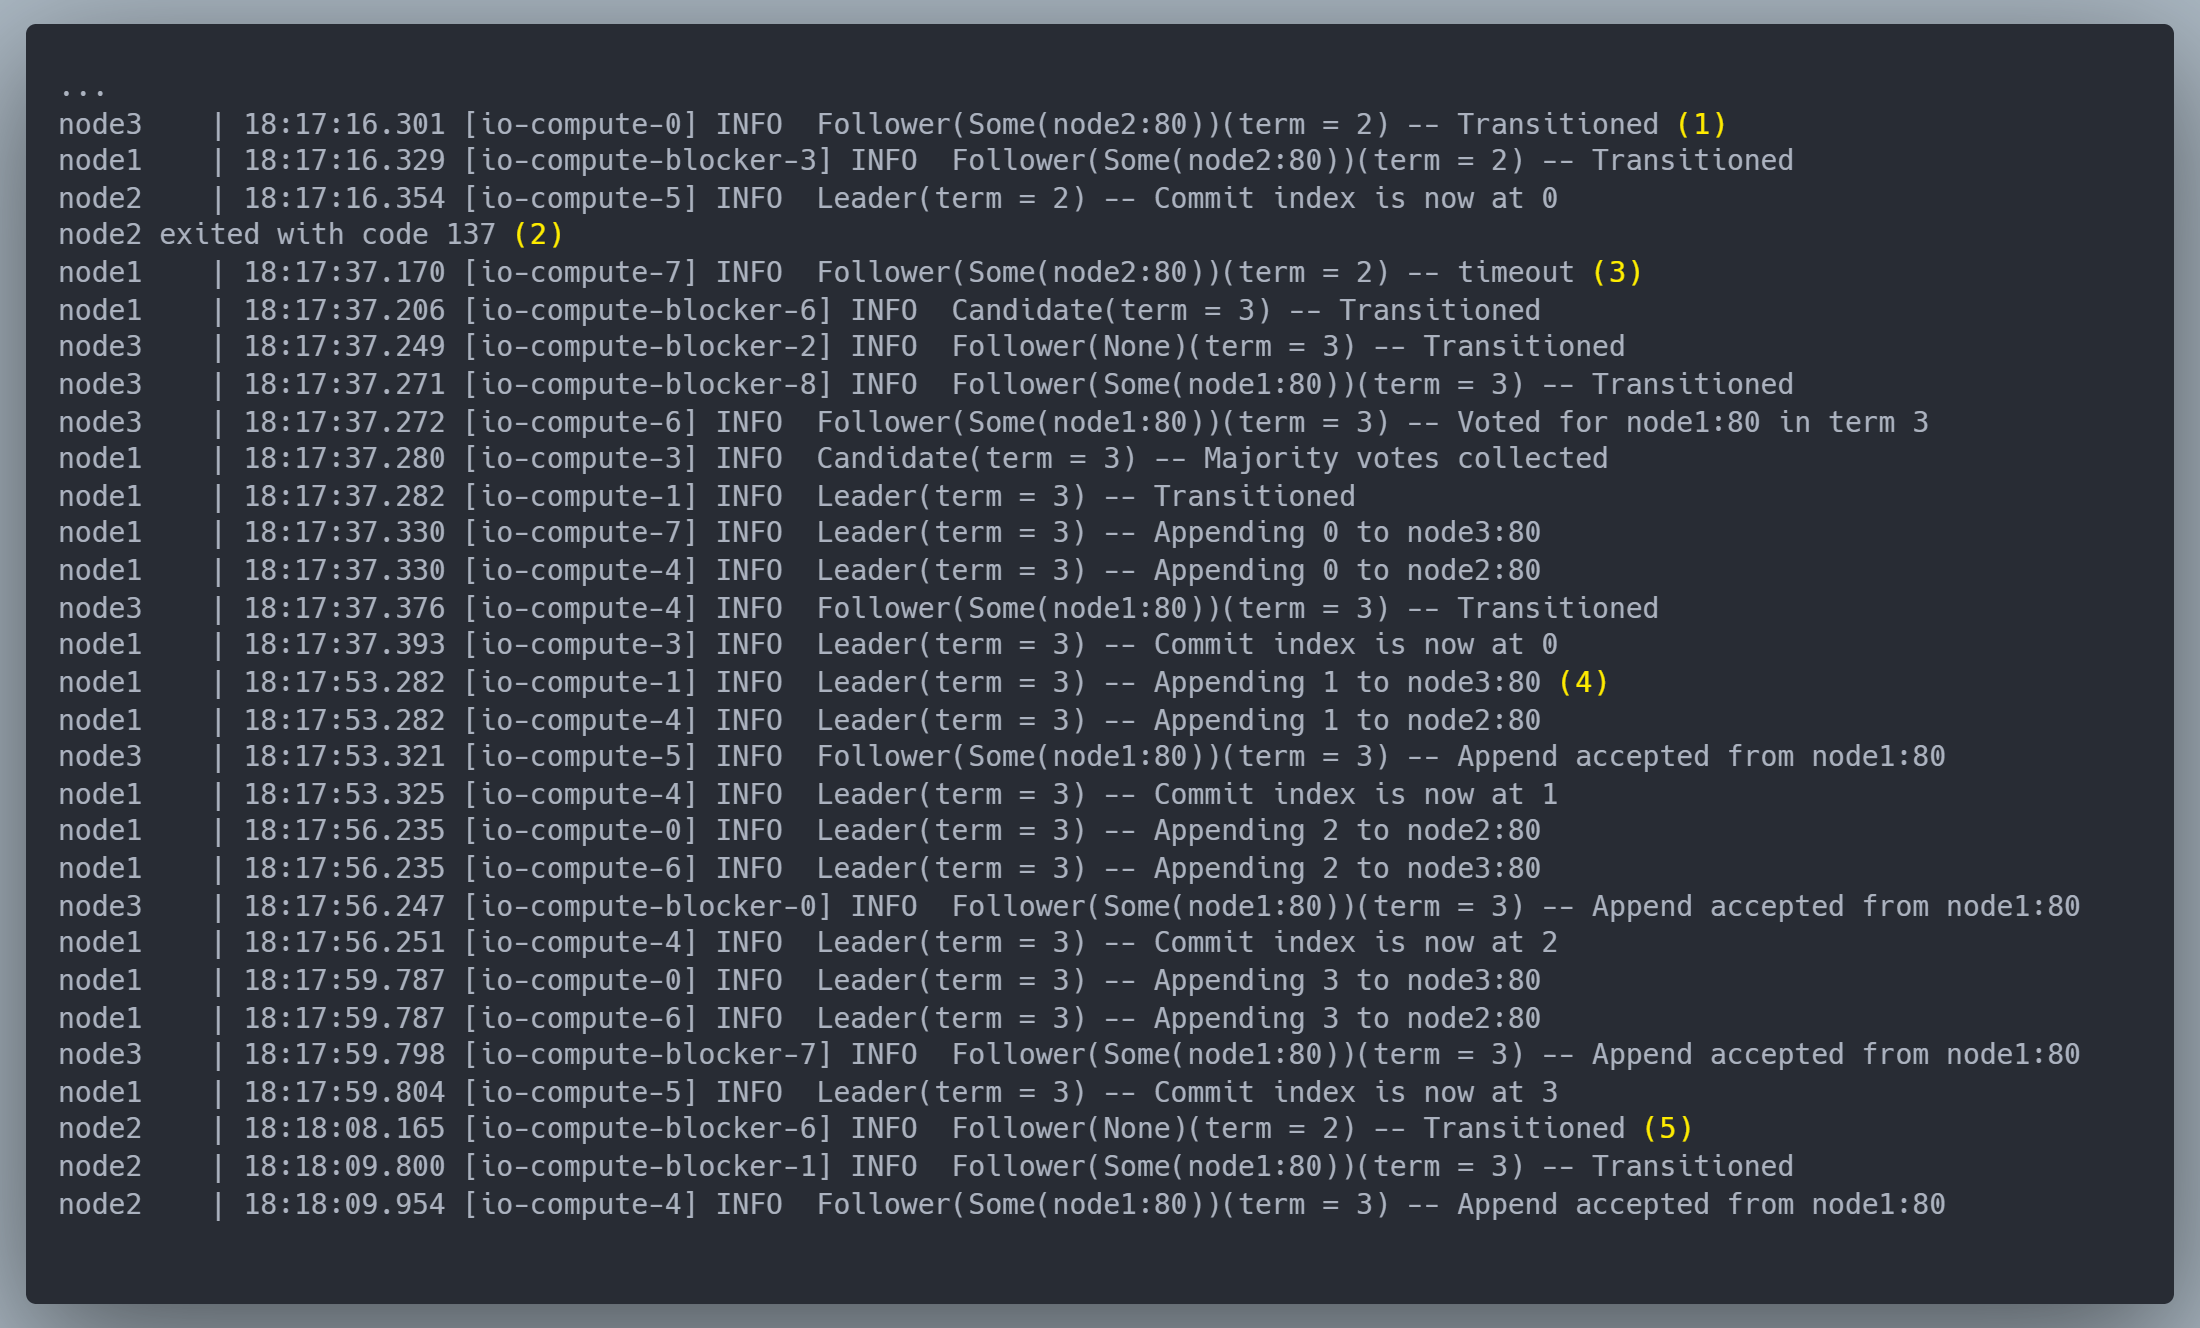 ...
node3    | 18:17:16.301 [io-compute-0] INFO  Follower(Some(node2:80))(term = 2) -- Transitioned (1)
node1    | 18:17:16.329 [io-compute-blocker-3] INFO  Follower(Some(node2:80))(term = 2) -- Transitioned
node2    | 18:17:16.354 [io-compute-5] INFO  Leader(term = 2) -- Commit index is now at 0
node2 exited with code 137 (2)
node1    | 18:17:37.170 [io-compute-7] INFO  Follower(Some(node2:80))(term = 2) -- timeout (3)
node1    | 18:17:37.206 [io-compute-blocker-6] INFO  Candidate(term = 3) -- Transitioned
node3    | 18:17:37.249 [io-compute-blocker-2] INFO  Follower(None)(term = 3) -- Transitioned
node3    | 18:17:37.271 [io-compute-blocker-8] INFO  Follower(Some(node1:80))(term = 3) -- Transitioned
node3    | 18:17:37.272 [io-compute-6] INFO  Follower(Some(node1:80))(term = 3) -- Voted for node1:80 in term 3
node1    | 18:17:37.280 [io-compute-3] INFO  Candidate(term = 3) -- Majority votes collected
node1    | 18:17:37.282 [io-compute-1] INFO  Leader(term = 3) -- Transitioned
node1    | 18:17:37.330 [io-compute-7] INFO  Leader(term = 3) -- Appending 0 to node3:80
node1    | 18:17:37.330 [io-compute-4] INFO  Leader(term = 3) -- Appending 0 to node2:80
node3    | 18:17:37.376 [io-compute-4] INFO  Follower(Some(node1:80))(term = 3) -- Transitioned
node1    | 18:17:37.393 [io-compute-3] INFO  Leader(term = 3) -- Commit index is now at 0
node1    | 18:17:53.282 [io-compute-1] INFO  Leader(term = 3) -- Appending 1 to node3:80 (4)
node1    | 18:17:53.282 [io-compute-4] INFO  Leader(term = 3) -- Appending 1 to node2:80
node3    | 18:17:53.321 [io-compute-5] INFO  Follower(Some(node1:80))(term = 3) -- Append accepted from node1:80
node1    | 18:17:53.325 [io-compute-4] INFO  Leader(term = 3) -- Commit index is now at 1
node1    | 18:17:56.235 [io-compute-0] INFO  Leader(term = 3) -- Appending 2 to node2:80
node1    | 18:17:56.235 [io-compute-6] INFO  Leader(term = 3) -- Appending 2 to node3:80
node3    | 18:17:56.247 [io-compute-blocker-0] INFO  Follower(Some(node1:80))(term = 3) -- Append accepted from node1:80
node1    | 18:17:56.251 [io-compute-4] INFO  Leader(term = 3) -- Commit index is now at 2
node1    | 18:17:59.787 [io-compute-0] INFO  Leader(term = 3) -- Appending 3 to node3:80
node1    | 18:17:59.787 [io-compute-6] INFO  Leader(term = 3) -- Appending 3 to node2:80
node3    | 18:17:59.798 [io-compute-blocker-7] INFO  Follower(Some(node1:80))(term = 3) -- Append accepted from node1:80
node1    | 18:17:59.804 [io-compute-5] INFO  Leader(term = 3) -- Commit index is now at 3
node2    | 18:18:08.165 [io-compute-blocker-6] INFO  Follower(None)(term = 2) -- Transitioned (5)
node2    | 18:18:09.800 [io-compute-blocker-1] INFO  Follower(Some(node1:80))(term = 3) -- Transitioned
node2    | 18:18:09.954 [io-compute-4] INFO  Follower(Some(node1:80))(term = 3) -- Append accepted from node1:80